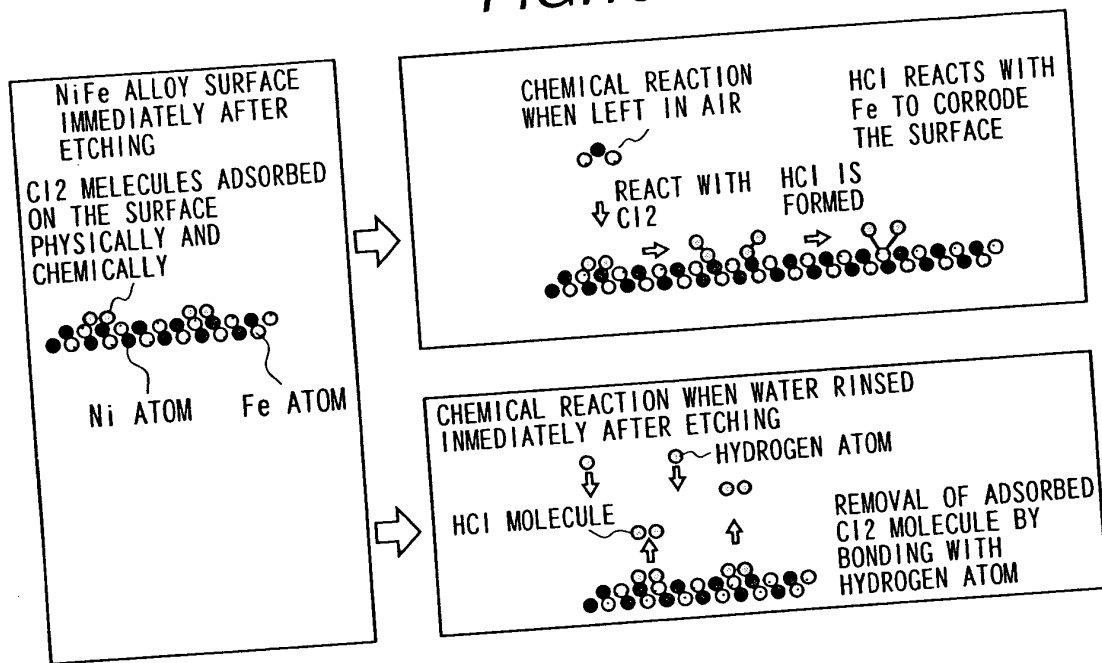 NiFe ALLOY SURFACE
IMMEDIATELY AFTER
ETCHING
Cl2 MELECULES ADSORBED
ON THE SURFACE
PHYSICALLY AND
CHEMICALLY
Ni ATOM
Fe ATOM
CHEMICAL REACTION
WHEN LEFT IN AIR
HCl REACTS WITH
Fe TO CORRODE
THE SURFACE
REACT WITH
Cl2
HCl IS
FORMED
CHEMICAL REACTION WHEN WATER RINSED
INMEDIATELY AFTER ETCHING
HYDROGEN ATOM
HCl MOLECULE
REMOVAL OF ADSORBED
Cl2 MOLECULE BY
BONDING WITH
HYDROGEN ATOM